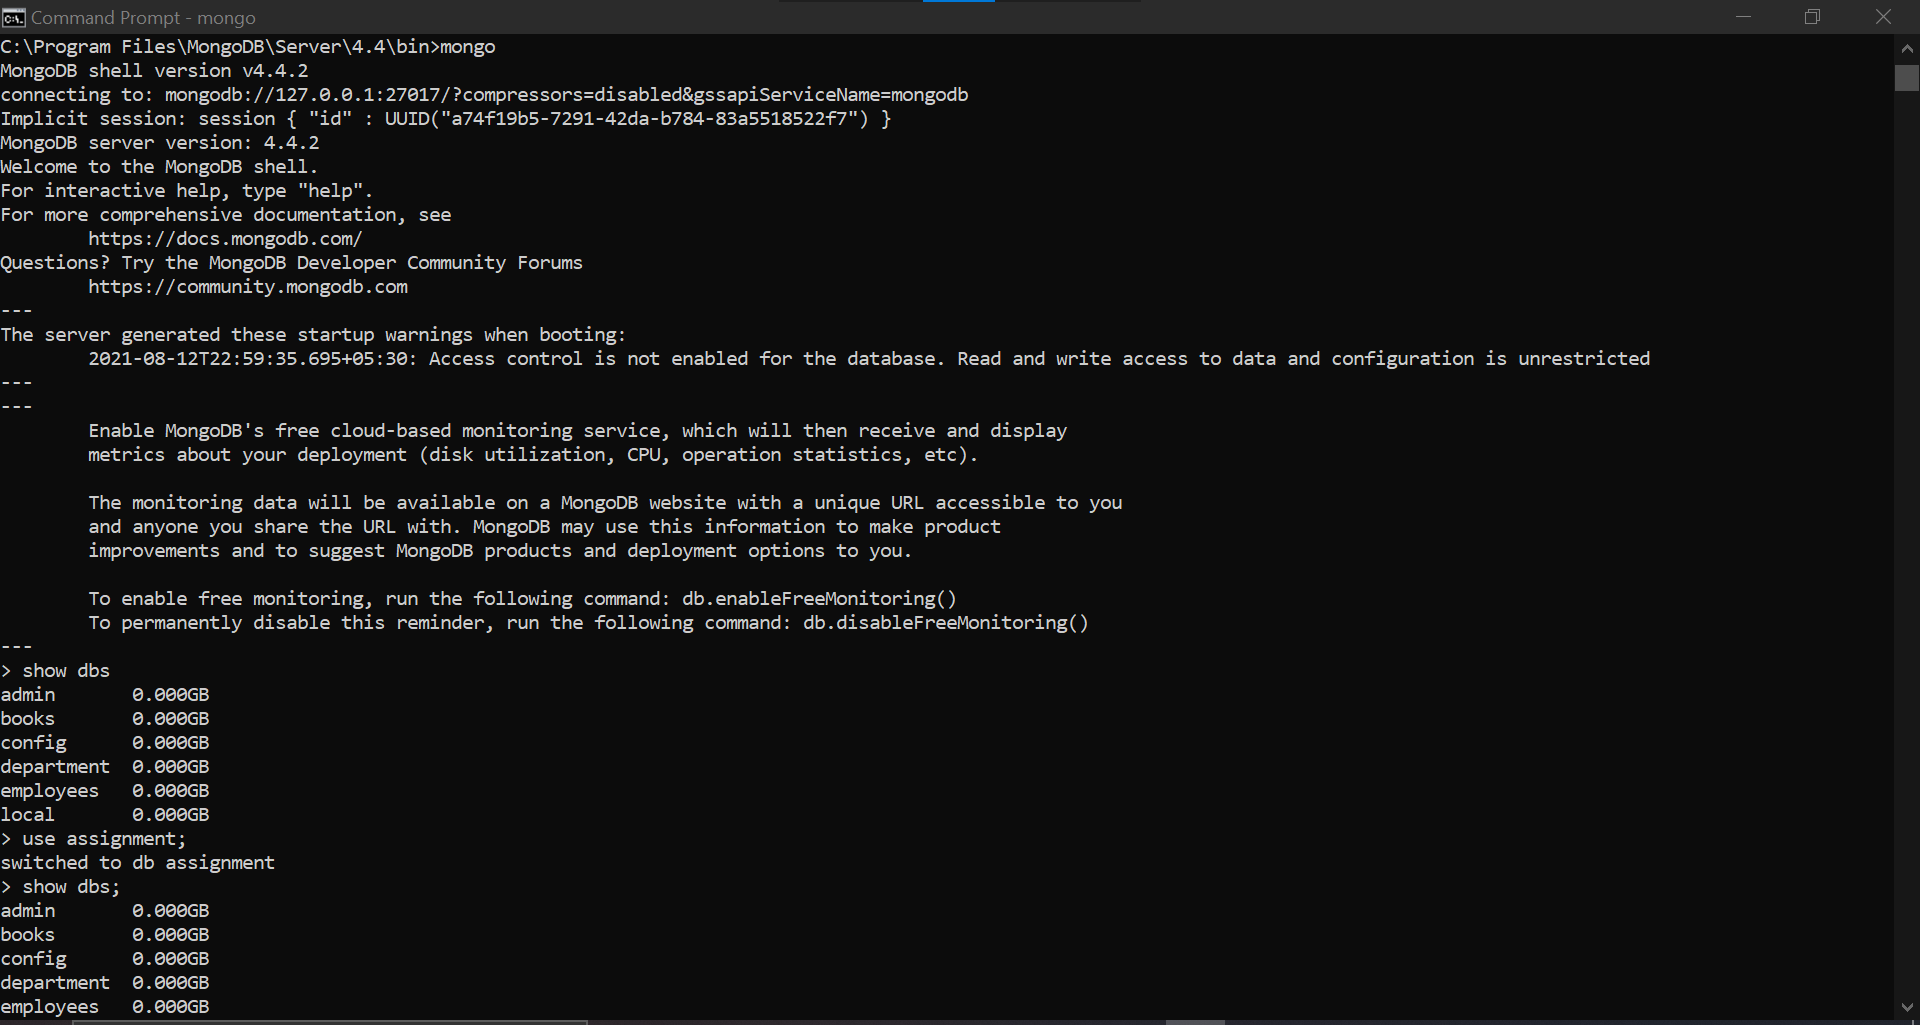 Command Prompt - mongo
C:\Program Files\MongoDB\Server\4.4\bin>mongo
MongoDB shell version v4.4.2
connecting to: mongodb://127.0.0.1:27017/?compressors=disabled&gssapiServiceName=mongodb
Implicit session: session { "id" : UUID("a74f19b5-7291-42da-b784-83a5518522f7") }
MongoDB server version: 4.4.2
Welcome to the MongoDB shell.
For interactive help, type "help".
For more comprehensive documentation, see
        https://docs.mongodb.com/
Questions? Try the MongoDB Developer Community Forums
        https://community.mongodb.com
---
The server generated these startup warnings when booting:
        2021-08-12T22:59:35.695+05:30: Access control is not enabled for the database. Read and write access to data and configuration is unrestricted
---
---
        Enable MongoDB's free cloud-based monitoring service, which will then receive and display
        metrics about your deployment (disk utilization, CPU, operation statistics, etc).

        The monitoring data will be available on a MongoDB website with a unique URL accessible to you
        and anyone you share the URL with. MongoDB may use this information to make product
        improvements and to suggest MongoDB products and deployment options to you.

        To enable free monitoring, run the following command: db.enableFreeMonitoring()
        To permanently disable this reminder, run the following command: db.disableFreeMonitoring()
---
> show dbs
admin       0.000GB
books       0.000GB
config      0.000GB
department  0.000GB
employees   0.000GB
local       0.000GB
> use assignment;
switched to db assignment
> show dbs;
admin       0.000GB
books       0.000GB
config      0.000GB
department  0.000GB
employees   0.000GB